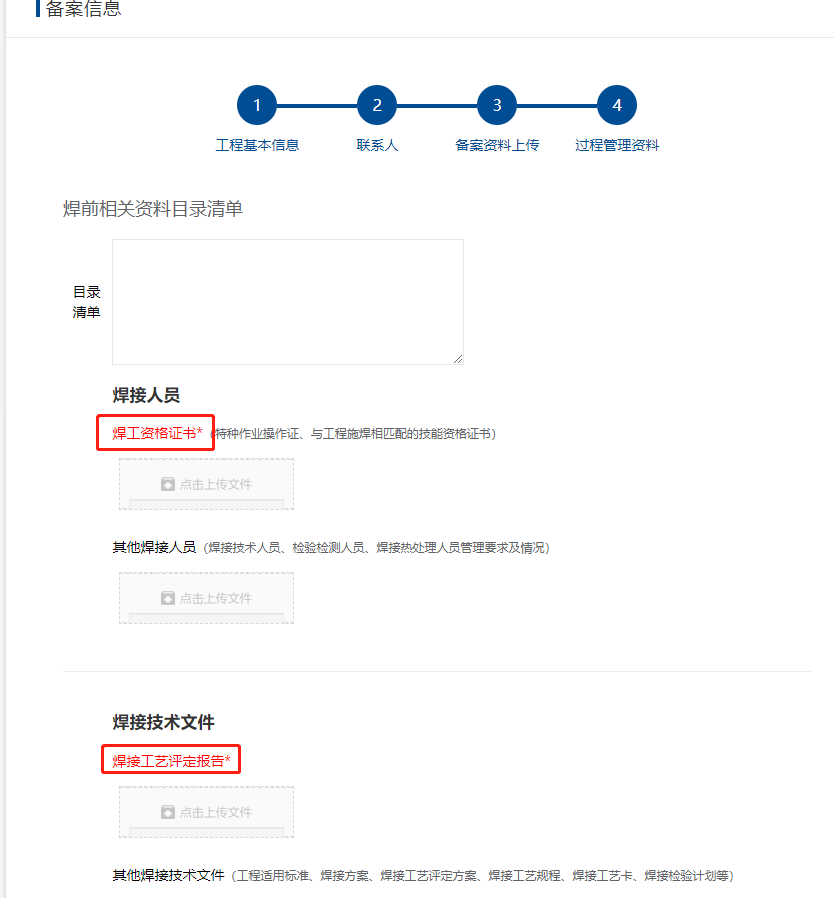 备案信息
1 2 3 4
工程基本信息 联系人 备案资料上传 过程管理资料
焊前相关资料目录清单
目录
清单
焊接人员
焊工资格证书* (特种作业操作证、与工程施焊相匹配的技能资格证书)
点击上传文件
其他焊接人员 (焊接技术人员、检验检测人员、焊接热处理人员管理要求及情况)
点击上传文件
焊接技术文件
焊接工艺评定报告*
点击上传文件
其他焊接技术文件 (工程适用标准、焊接方案、焊接工艺评定方案、焊接工艺规程、焊接工艺卡、焊接检验计划等)